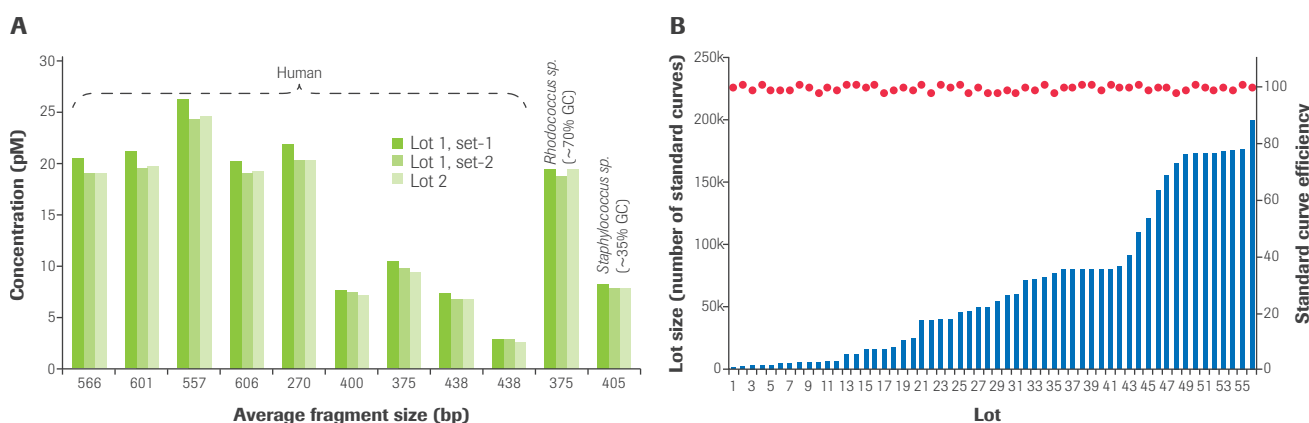 A
30
25
20
15
10
5
0
Concentration (pM)
Human
Lot 1, set-1
Lot 1, set-2
Lot 2
Rhodococcus sp.
(~70% GC)
Staphylococcus sp.
(~35% GC)
566 601 557 606 270 400 375 438 438 375 405
Average fragment size (bp)
B
250k
200k
150k
100k
50k
0
Lot size (number of standard curves)
100
80
60
40
20
0
Standard curve efficiency
1 3 5 7 9 11 13 15 17 19 21 23 25 27 29 31 33 35 37 39 41 43 45 47 49 51 53 55
Lot